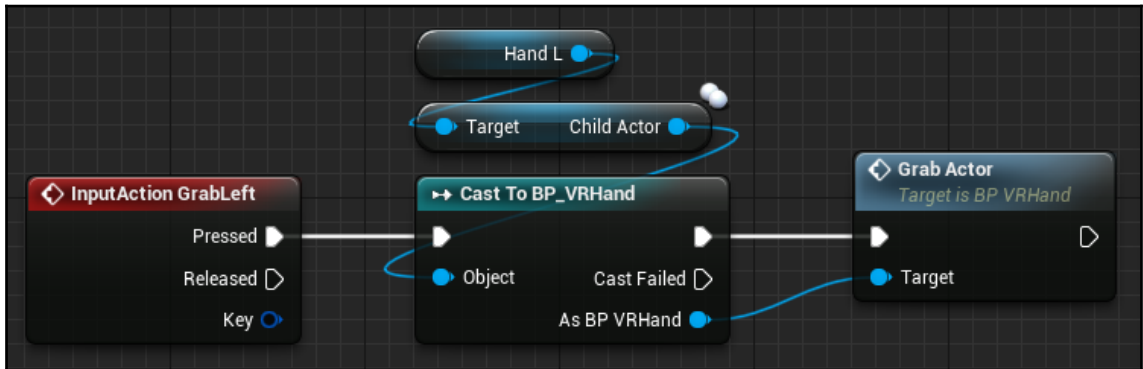 Hand L
Target Child Actor
InputAction GrabLeft
Pressed
Released
Key
Cast To BP_VRHand
Object
Cast Failed
As BP VRHand
Grab Actor
Target is BP VRHand
Target